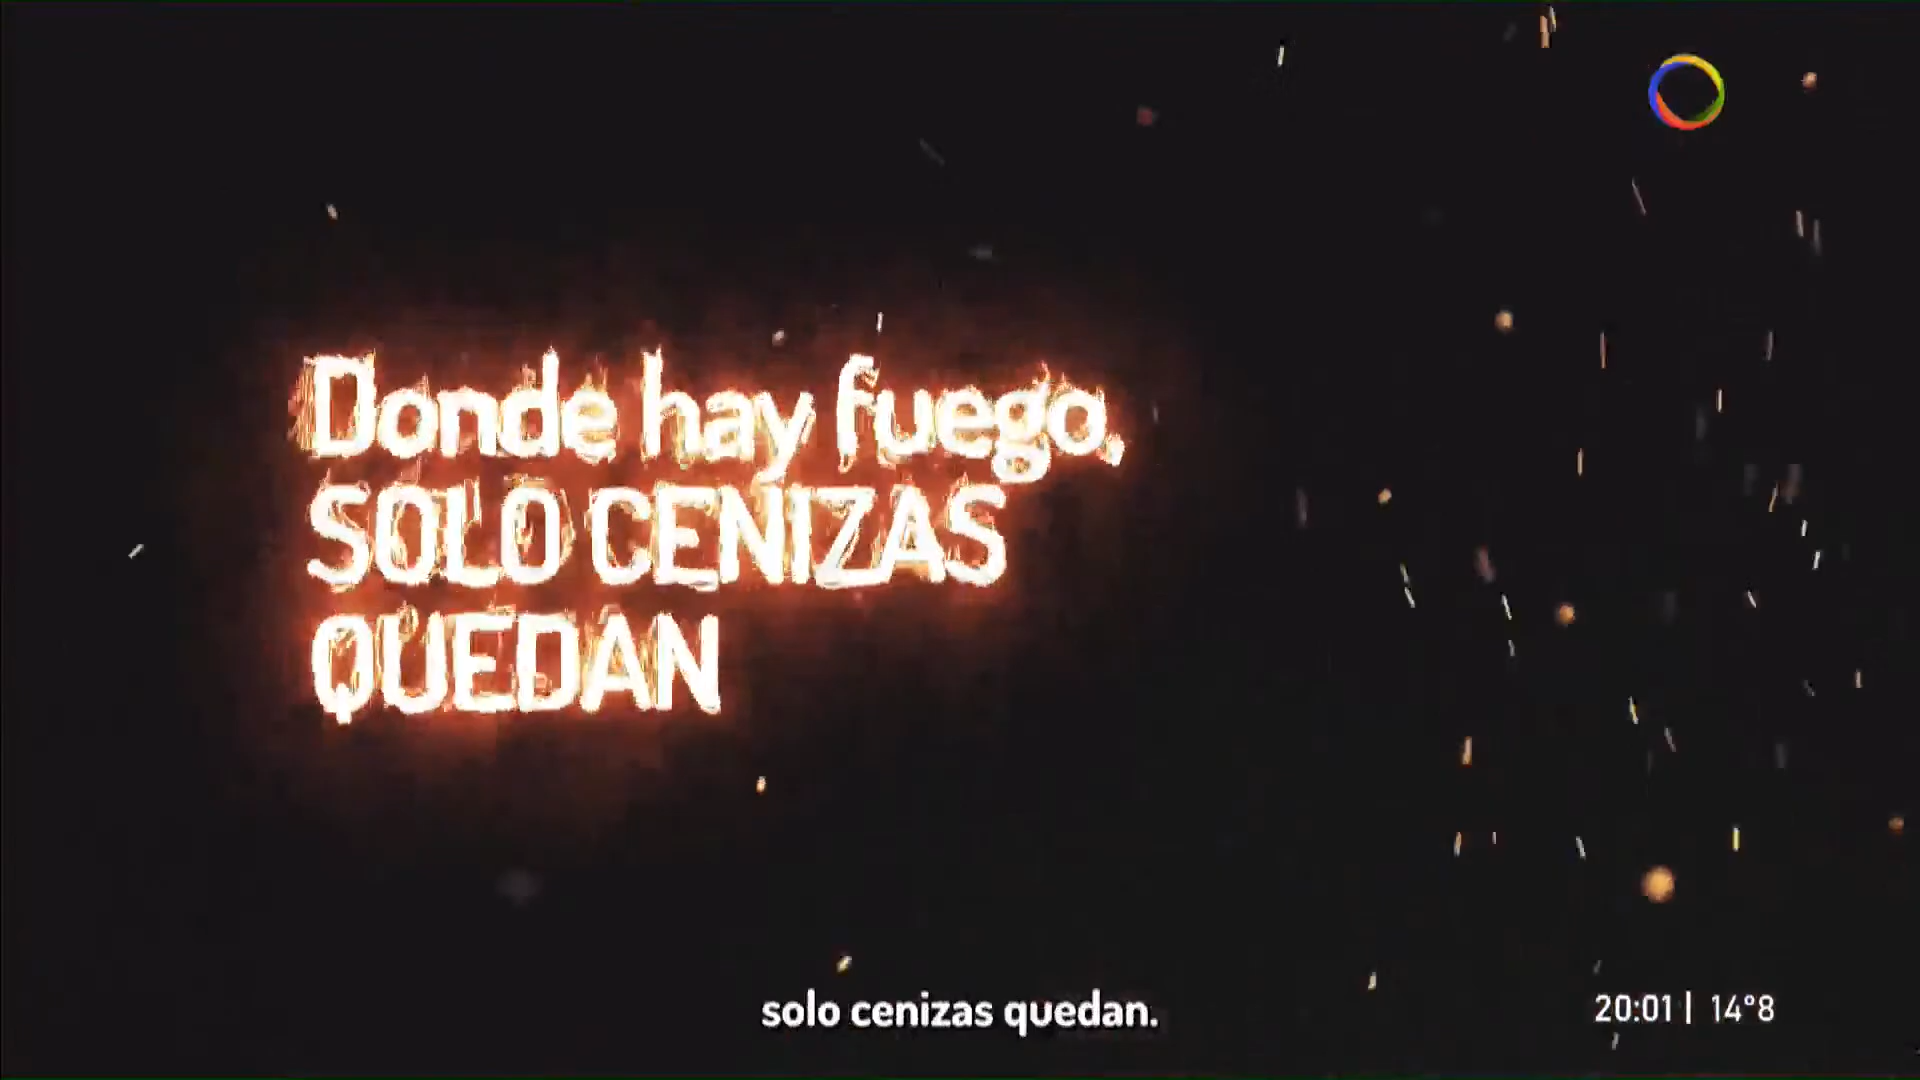 Donde hay fuego,
SOLO CENIZAS
QUEDAN
solo cenizas quedan.
20:01 | 14°8